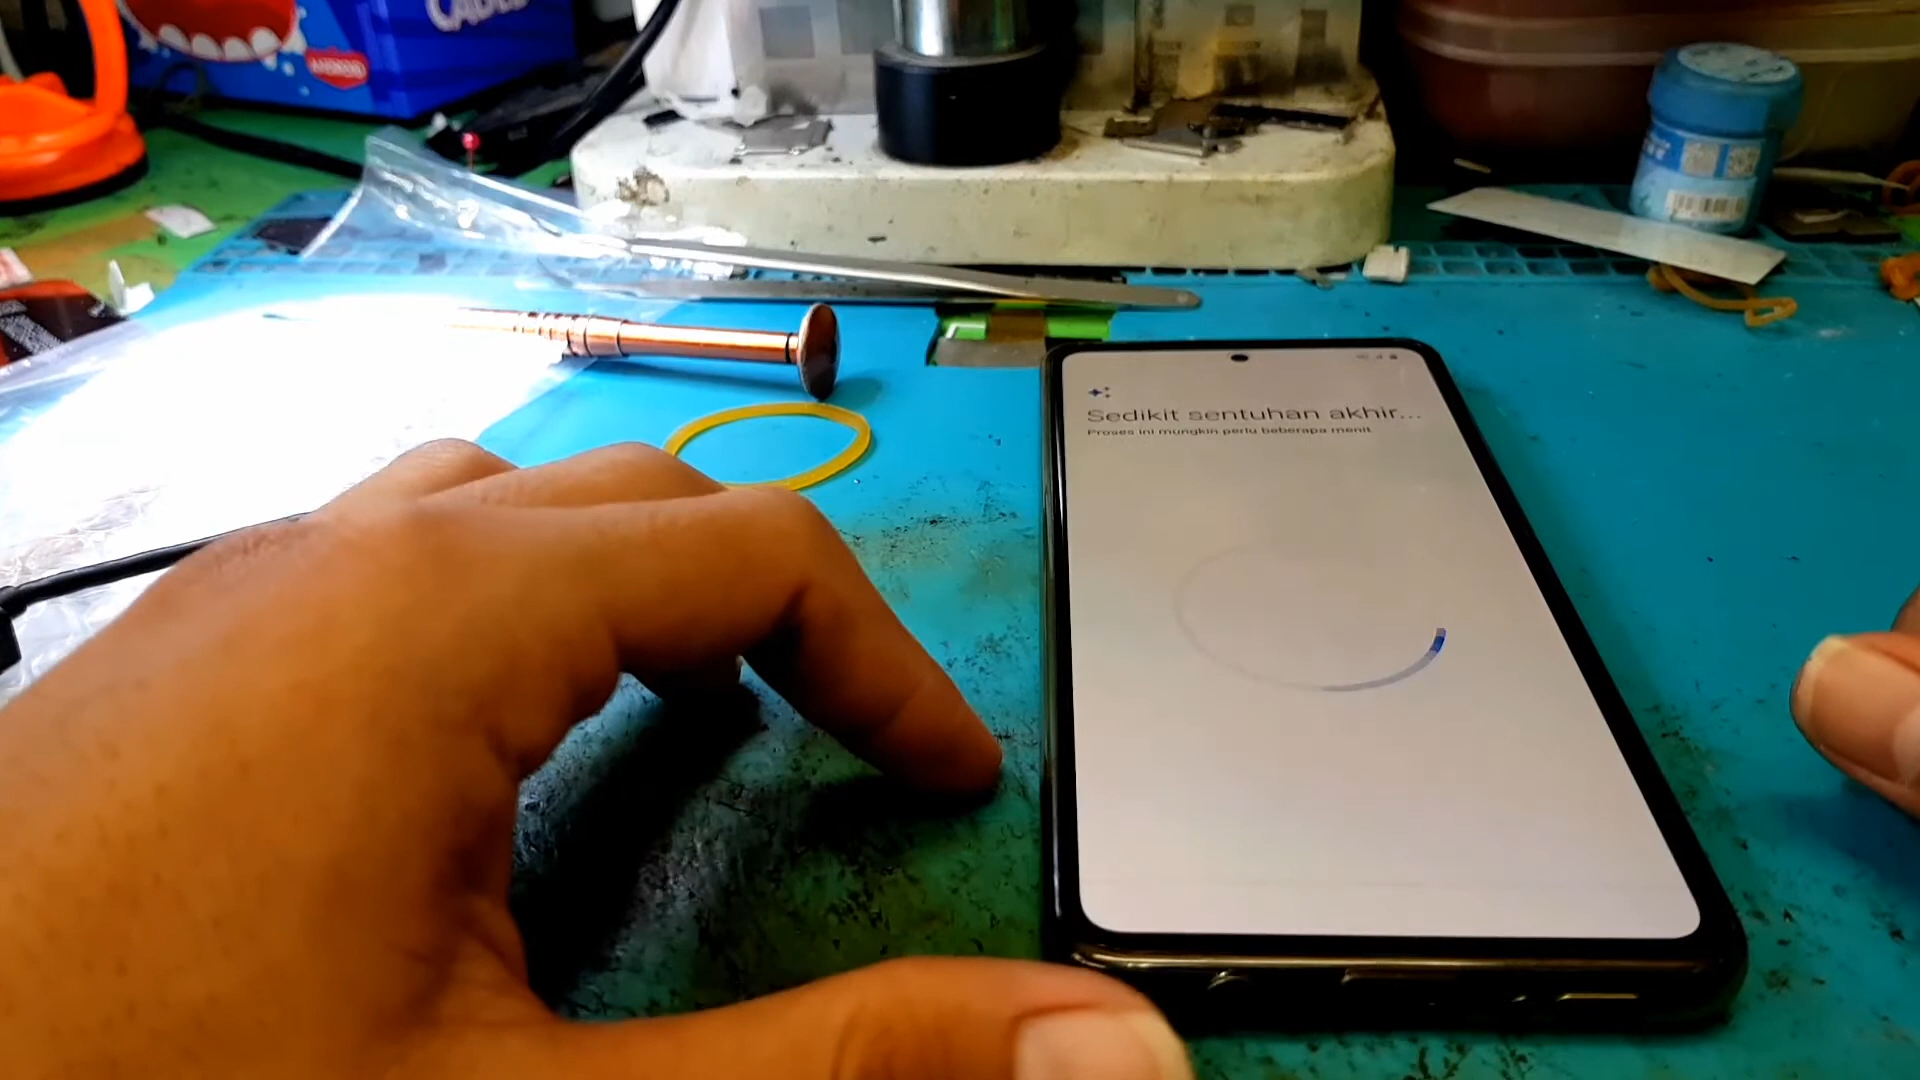 Sedikit sentuhan akhir...
Proses ini mungkin perlu beberapa menit